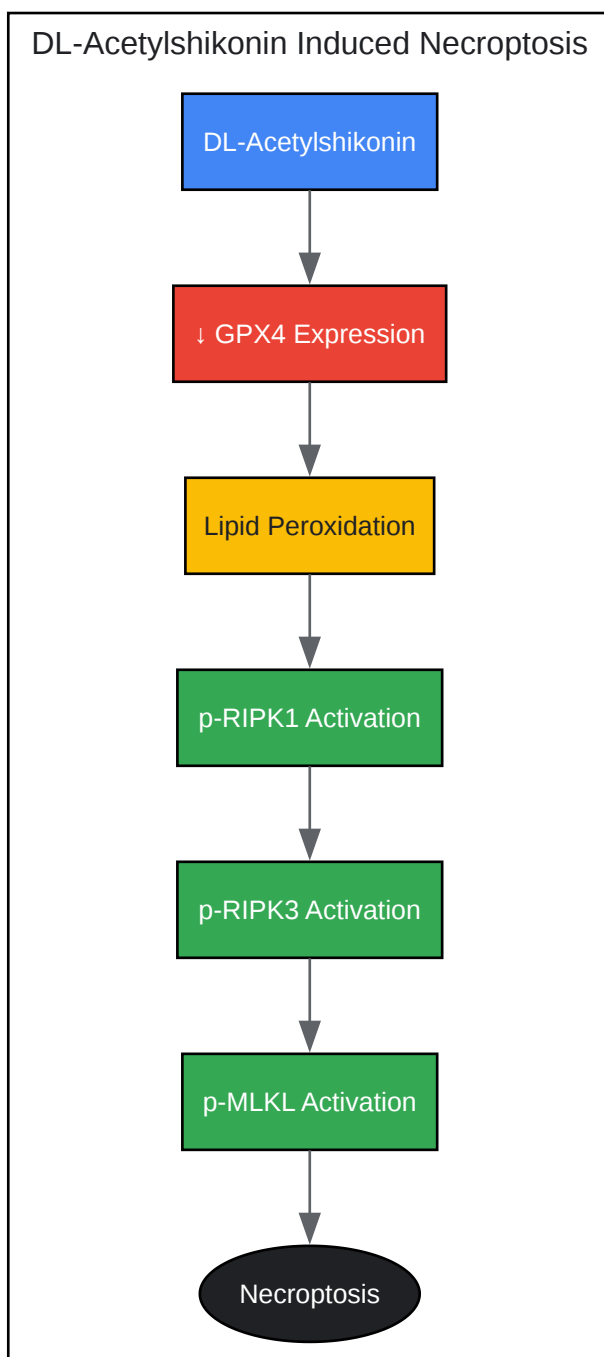 DL-Acetylshikonin Induced Necroptosis
DL-Acetylshikonin
↓ GPX4 Expression
Lipid Peroxidation
p-RIPK1 Activation
p-RIPK3 Activation
p-MLKL Activation
Necroptosis